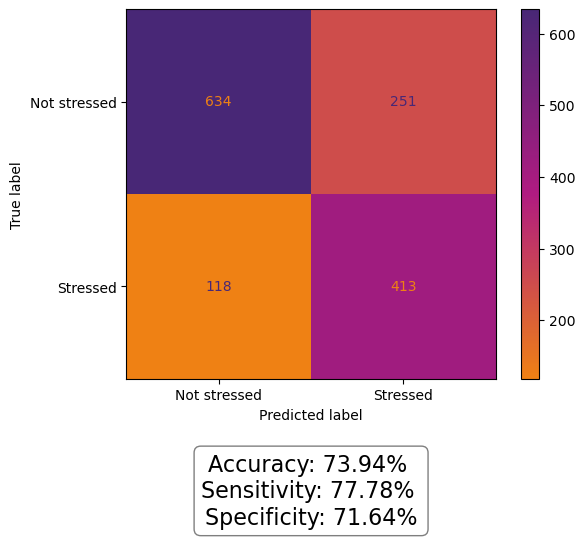 600
634
251
Not stressed
500
True label
400
300
118
413
Stressed
200
Not stressed
Stressed
Predicted label
Accuracy: 73.94%
Sensitivity: 77.78%
Specificity: 71.64%